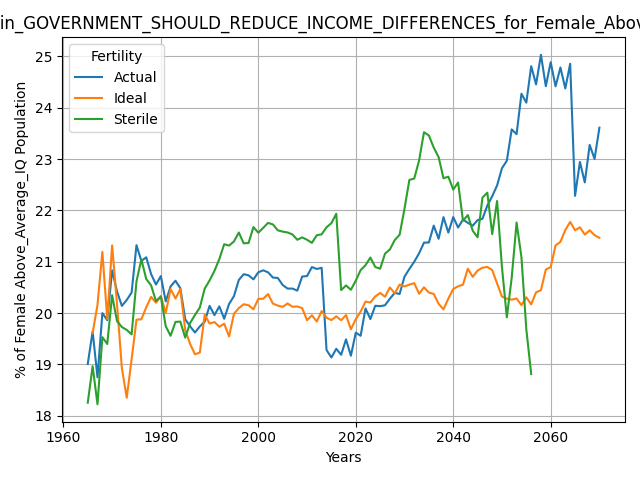 in_GOVERNMENT_SHOULD_REDUCE_INCOME_DIFFERENCES_for_Female_Above
Fertility
Actual
Ideal
Sterile
% of Female Above_Average_IQ Population
25
24
23
22
21
20
19
18
1960
1980
2000
2020
2040
2060
Years